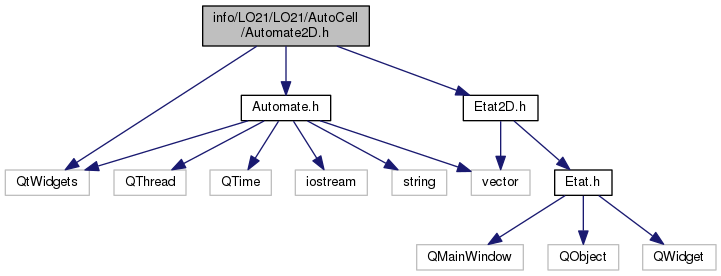 info/LO21/LO21/AutoCell
/Automate2D.h
Automate.h
Etat2D.h
QtWidgets
QThread
QTime
iostream
string
vector
Etat.h
QMainWindow
QObject
QWidget